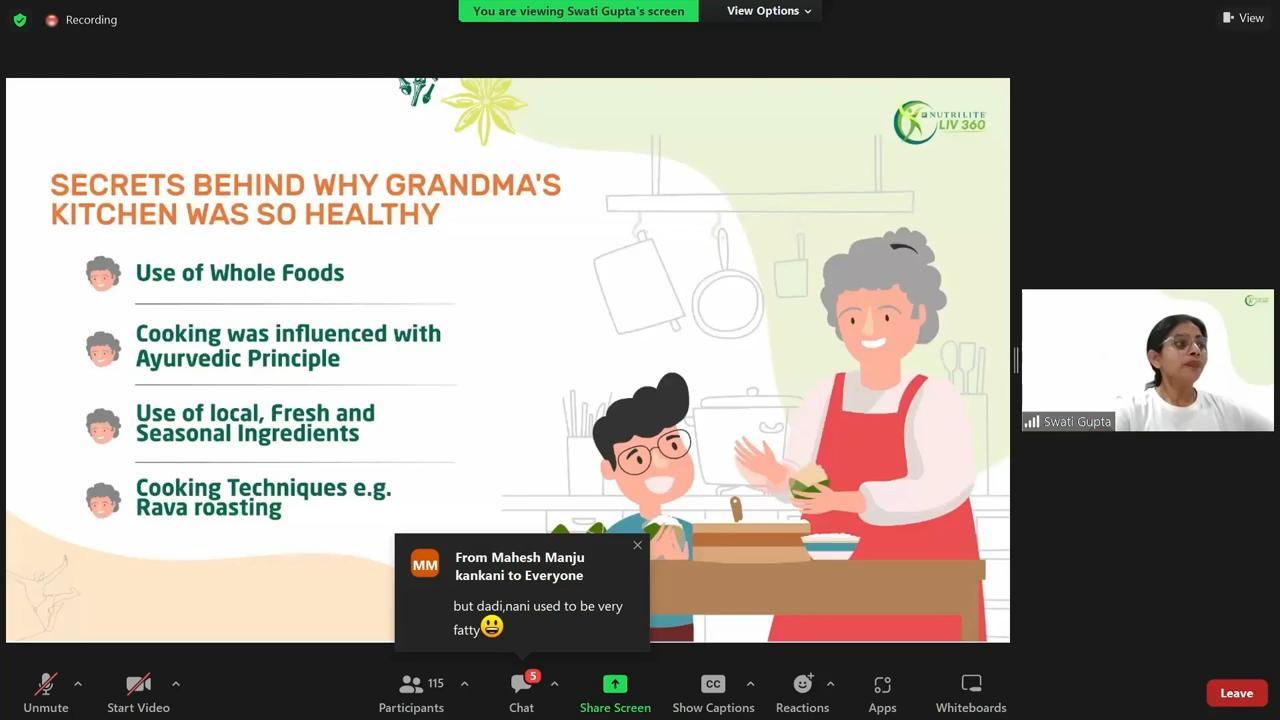 Recording
You are viewing Swati Gupta's screen
View Options
View
NUTRILITE
LIV 360
SECRETS BEHIND WHY GRANDMA'S
KITCHEN WAS SO HEALTHY
Use of Whole Foods
Cooking was influenced with
Ayurvedic Principle
Use of local, Fresh and
Seasonal Ingredients
Cooking Techniques e.g.
Rava roasting
Swati Gupta
MM
From Mahesh Manju
kankani to Everyone
but dadi,nani used to be very
fatty😃
Unmute
Start Video
Participants
115
Chat
5
Share Screen
CC
Show Captions
Reactions
Apps
Whiteboards
Leave